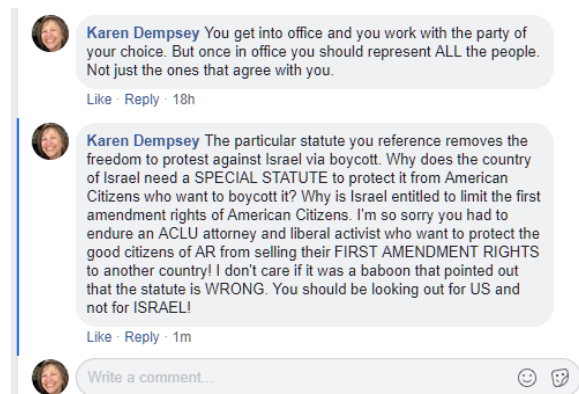 Karen Dempsey You get into office and you work with the party of
your choice. But once in office you should represent ALL the people.
Not just the ones that agree with you.
Like · Reply · 18h
Karen Dempsey The particular statute you reference removes the
freedom to protest against Israel via boycott. Why does the country
of Israel need a SPECIAL STATUTE to protect it from American
Citizens who want to boycott it? Why is Israel entitled to limit the first
amendment rights of American Citizens. I'm so sorry you had to
endure an ACLU attorney and liberal activist who want to protect the
good citizens of AR from selling their FIRST AMENDMENT RIGHTS
to another country! I don't care if it was a baboon that pointed out
that the statute is WRONG. You should be looking out for US and
not for ISRAEL!
Like · Reply · 1m
Write a comment...